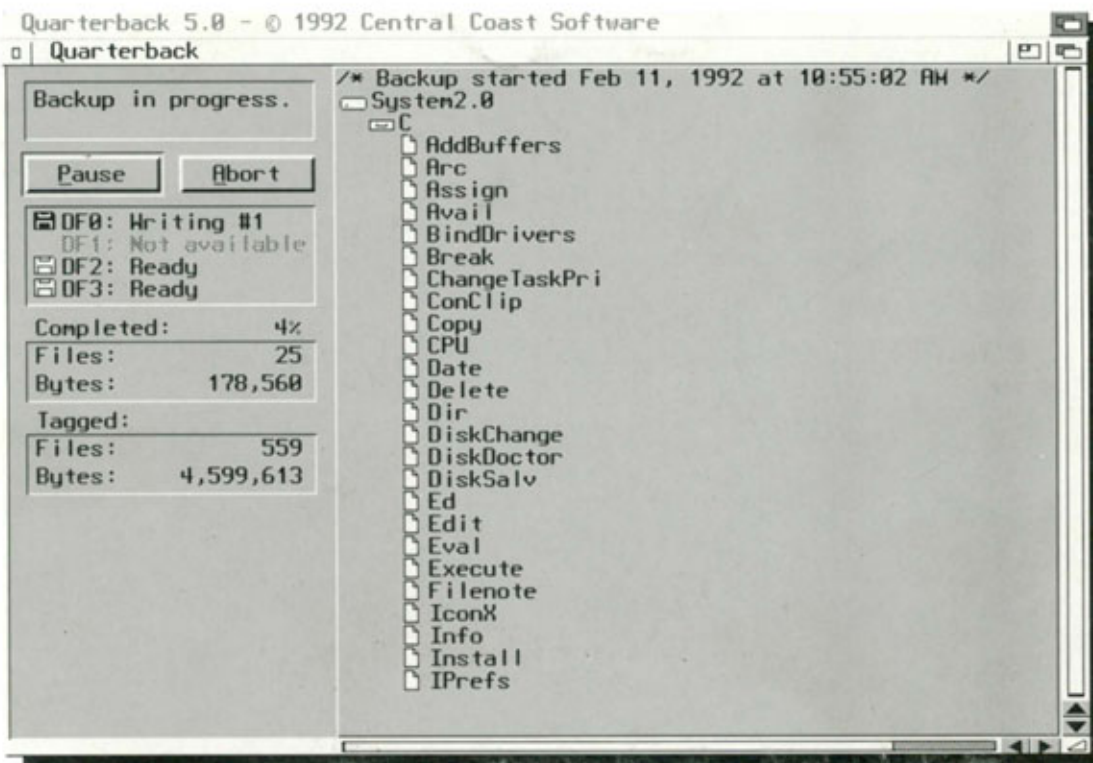 Quarterback 5.0 - © 1992 Central Coast Software
Quarterback
Backup in progress.
Pause
Abort
DF0: Writing #1
DF1: Not available
DF2: Ready
DF3: Ready
Completed: 4%
Files: 25
Bytes: 178,560
Tagged:
Files: 559
Bytes: 4,599,613
/* Backup started Feb 11, 1992 at 10:55:02 AM */
System2.0
C
AddBuffers
Arc
Assign
Avail
BindDrivers
Break
ChangeTaskPri
ConClip
Copy
CPU
Date
Delete
Dir
DiskChange
DiskDoctor
DiskSalv
Ed
Edit
Eval
Execute
Filenote
IconX
Info
Install
IPrefs